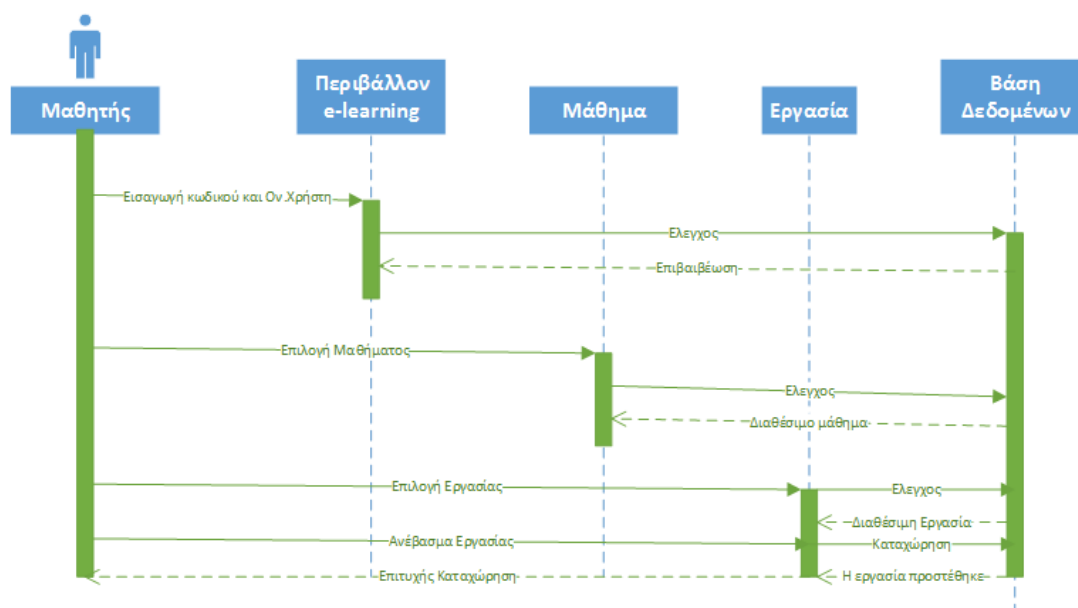 Μαθητής
Περιβάλλον
e-learning
Μάθημα
Εργασία
Βάση
Δεδομένων
Εισαγωγή κωδικού και Ον.Χρήστη
Ελεγχος
Επιβαιβέωση
Επιλογή Μαθήματος
Ελεγχος
Διαθέσιμο μάθημα
Επιλογή Εργασίας
Ελεγχος
Διαθέσιμη Εργασία
Ανέβασμα Εργασίας
Καταχώρηση
Επιτυχής Καταχώρηση
Η εργασία προστέθηκε